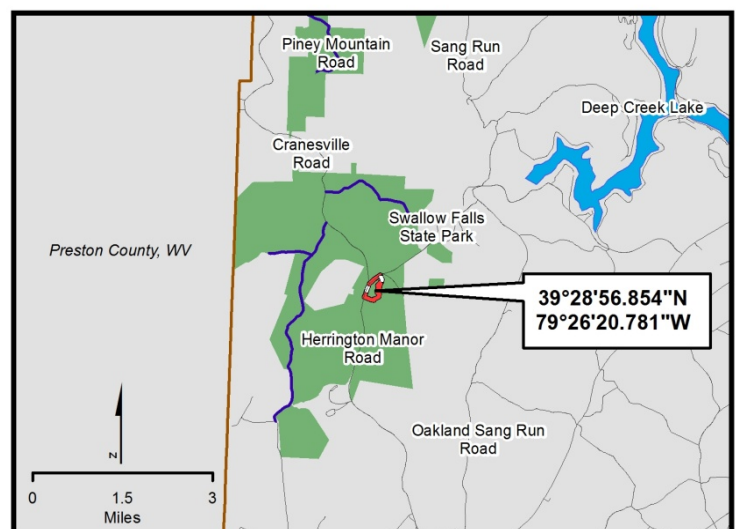 Piney Mountain
Road
Sang Run
Road
Deep Creek Lake
Cranesville
Road
Swallow Falls
State Park
Preston County, WV
39°28'56.854"N
79°26'20.781"W
Herrington Manor
Road
Oakland Sang Run
Road
N
0 1.5 3
Miles